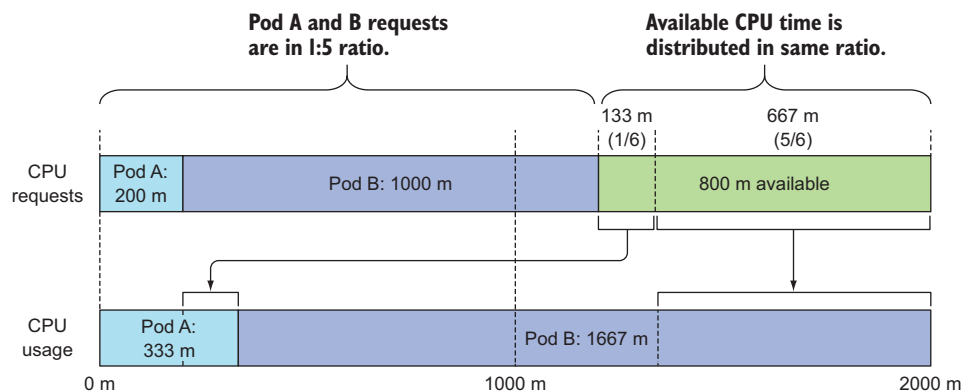 Pod A and B requests
are in 1:5 ratio.
Available CPU time is
distributed in same ratio.
133 m
(1/6)
667 m
(5/6)
CPU
requests
Pod A:
200 m
Pod B: 1000 m
800 m available
CPU
usage
Pod A:
333 m
Pod B: 1667 m
0 m
1000 m
2000 m